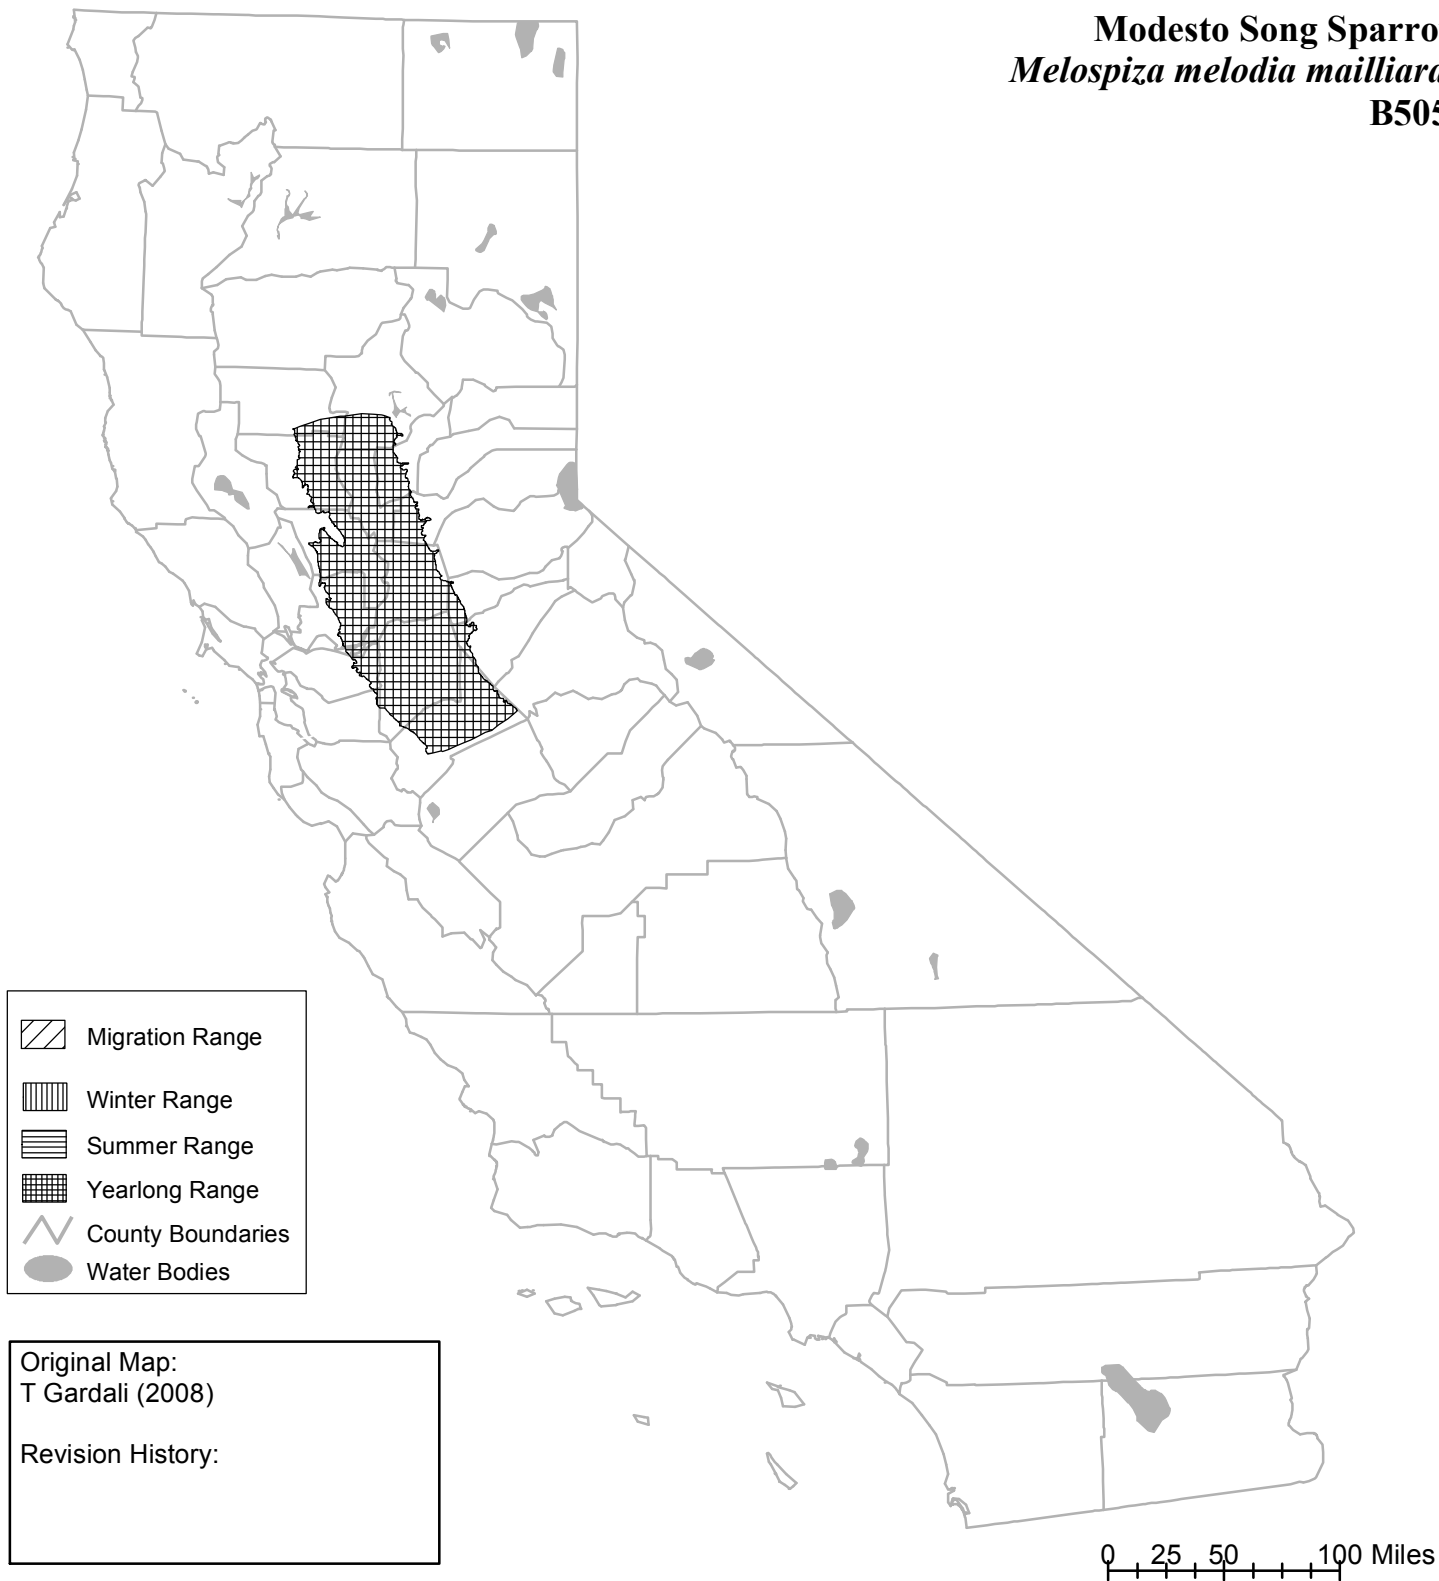 Modesto Song Sparro
Melospiza melodia mailliard
B505
Migration Range
Winter Range
Summer Range
Yearlong Range
County Boundaries
Water Bodies
Original Map:
T Gardali (2008)
Revision History:
0 25 50 100 Miles